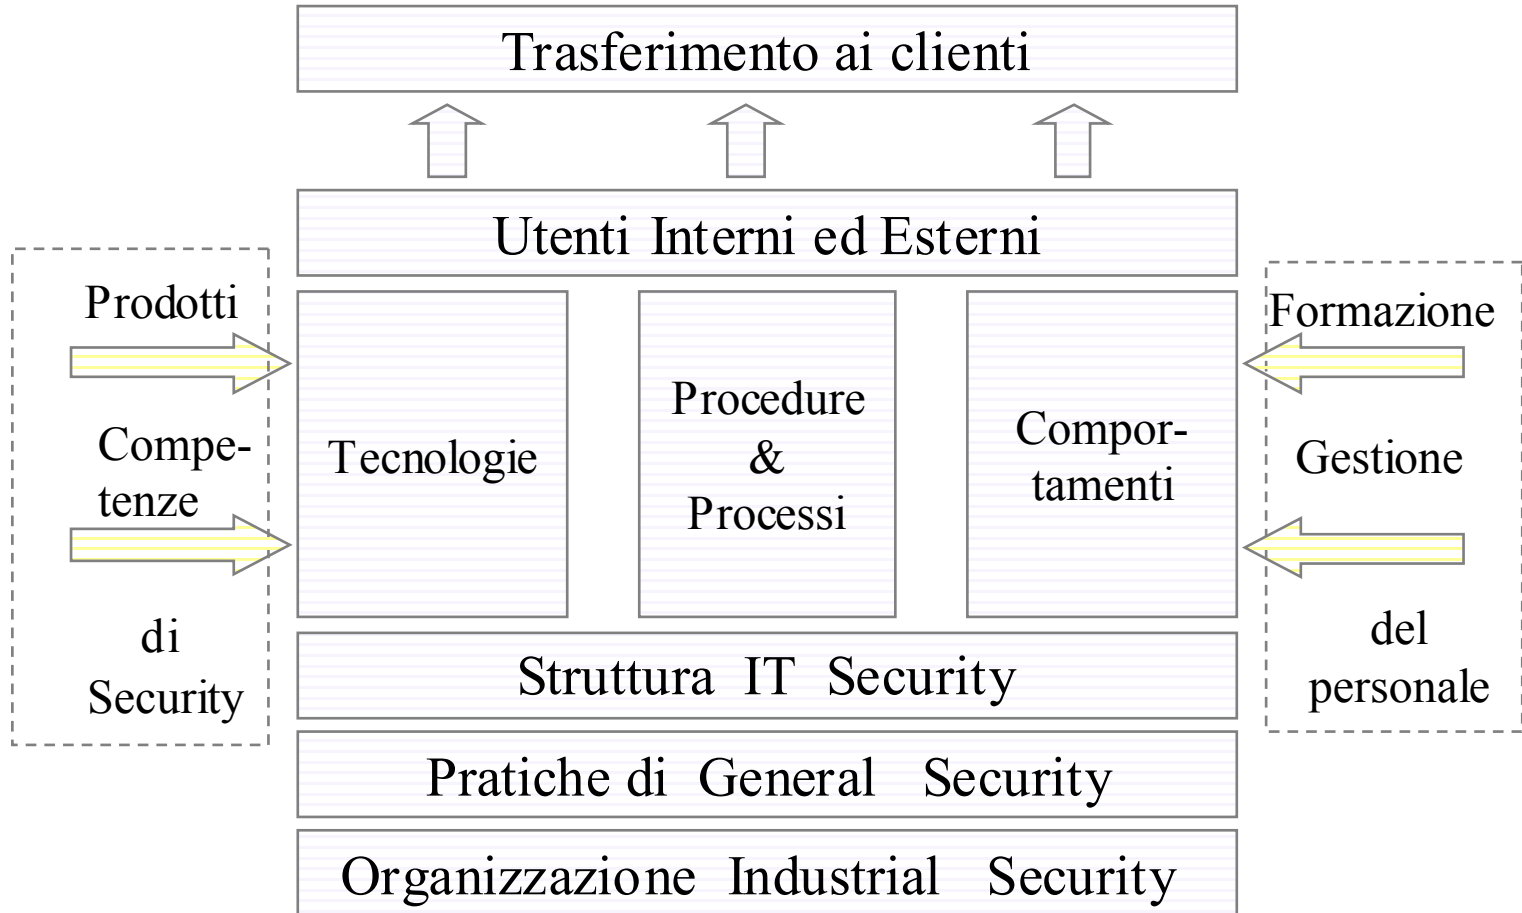 Trasferimento ai clienti
Utenti Interni ed Esterni
Prodotti
Compe-
tenze
di
Security
Tecnologie
Procedure
&
Processi
Compor-
tamenti
Formazione
Gestione
del
personale
Struttura IT Security
Pratiche di General Security
Organizzazione Industrial Security